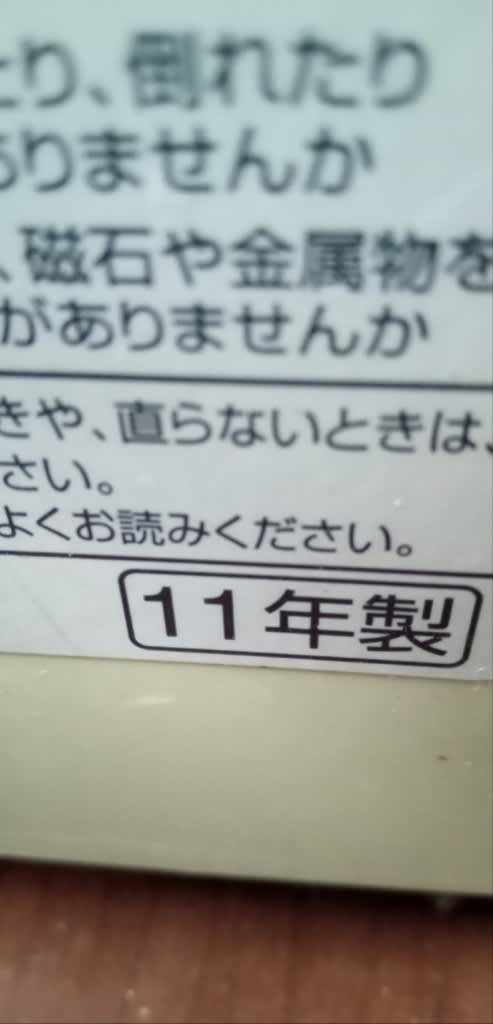 たり、倒れたり
ありませんか
、磁石や金属物を
がありませんか
きや、直らないときは、
さい。
よくお読みください。
11年製